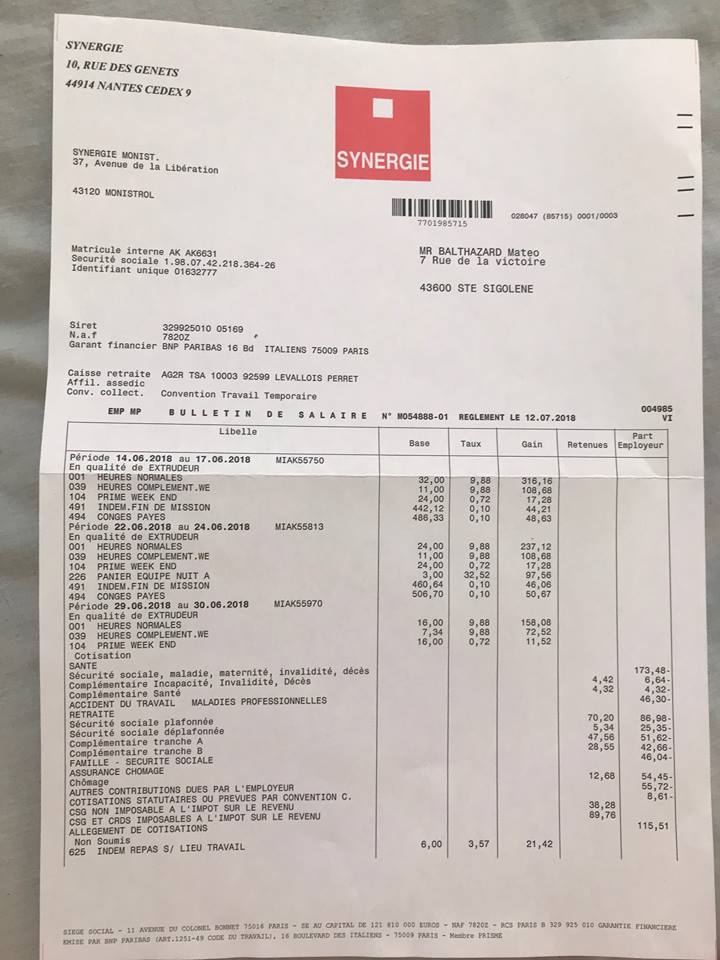 SYNERGIE
10, RUE DES GENETS
44914 NANTES CEDEX 9
SYNERGIE
SYNERGIE MONIST.
37, Avenue de la Libération
43120 MONISTROL
7701985715
028047 (85715) 0001/0003
Matricule interne AK AK6631
Securité sociale 1.98.07.42.218.364-26
Identifiant unique 01632777
MR BALTHAZARD Mateo
7 Rue de la victoire
43600 STE SIGOLENE
Siret 329925010 05169
N.a.f 7820Z
Garant financier BNP PARIBAS 16 Bd ITALIENS 75009 PARIS
Caisse retraite AG2R TSA 10003 92599 LEVALLOIS PERRET
Affil. assedic
Conv. collect. Convention Travail Temporaire
004985
EMP MP BULLETIN DE SALAIRE N° M054888-01 REGLEMENT LE 12.07.2018 VI
Libelle Base Taux Gain Retenues Part Employeur
Période 14.06.2018 au 17.06.2018 MIAK55750
En qualité de EXTRUDEUR
001 HEURES NORMALES 32,00 9,88 316,16
039 HEURES COMPLEMENT.WE 11,00 9,88 108,68
104 PRIME WEEK END 24,00 0,72 17,28
491 INDEM.FIN DE MISSION 442,12 0,10 44,21
494 CONGES PAYES 486,33 0,10 48,63
Période 22.06.2018 au 24.06.2018 MIAK55813
En qualité de EXTRUDEUR
001 HEURES NORMALES 24,00 9,88 237,12
039 HEURES COMPLEMENT.WE 11,00 9,88 108,68
104 PRIME WEEK END 24,00 0,72 17,28
226 PANIER EQUIPE NUIT A 3,00 32,52 97,56
491 INDEM.FIN DE MISSION 460,64 0,10 46,06
494 CONGES PAYES 506,70 0,10 50,67
Période 29.06.2018 au 30.06.2018 MIAK55970
En qualité de EXTRUDEUR
001 HEURES NORMALES 16,00 9,88 158,08
039 HEURES COMPLEMENT.WE 7,34 9,88 72,52
104 PRIME WEEK END 16,00 0,72 11,52
Cotisation
SANTE
Sécurité sociale, maladie, maternité, invalidité, décès 173,48-
Complémentaire Incapacité, Invalidité, Décès 4,42 6,64-
Complémentaire Santé 4,32 4,32-
ACCIDENT DU TRAVAIL MALADIES PROFESSIONNELLES 46,30-
RETRAITE
Sécurité sociale plafonnée 70,20 86,98-
Sécurité sociale déplafonnée 5,34 25,35-
Complémentaire tranche A 47,56 51,62-
Complémentaire tranche B 28,55 42,66-
FAMILLE - SECURITE SOCIALE 46,04-
ASSURANCE CHOMAGE
Chômage 12,68 54,45-
AUTRES CONTRIBUTIONS DUES PAR L'EMPLOYEUR 55,72-
COTISATIONS STATUTAIRES OU PREVUES PAR CONVENTION C. 8,61-
CSG NON IMPOSABLE A L'IMPOT SUR LE REVENU 38,28
CSG ET CRDS IMPOSABLES A L'IMPOT SUR LE REVENU 89,76
ALLEGEMENT DE COTISATIONS 115,51
Non Soumis
625 INDEM REPAS S/ LIEU TRAVAIL 6,00 3,57 21,42
SIEGE SOCIAL - 11 AVENUE DU COLONEL BONNET 75016 PARIS - SE AU CAPITAL DE 121 810 000 EUROS - NAF 7820Z - RCS PARIS B 329 925 010 GARANTIE FINANCIERE
EMISE PAR BNP PARIBAS (ART.1251-49 CODE DU TRAVAIL), 16 BOULEVARD DES ITALIENS - 75009 PARIS - Membre PRISME